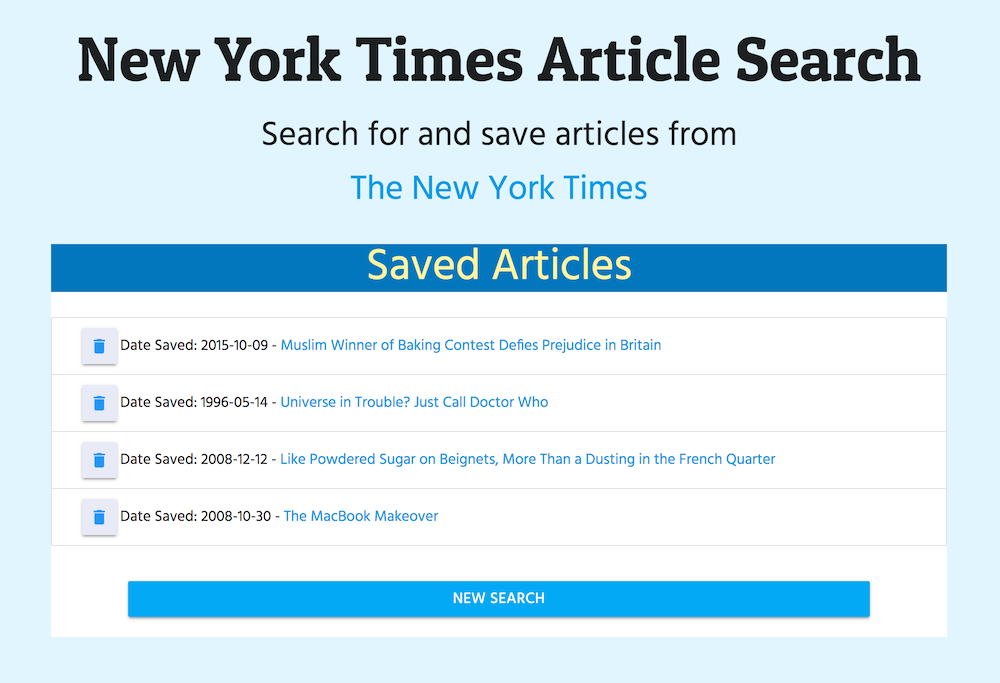 New York Times Article Search
Search for and save articles from
The New York Times
Saved Articles
Date Saved: 2015-10-09 - Muslim Winner of Baking Contest Defies Prejudice in Britain
Date Saved: 1996-05-14 - Universe in Trouble? Just Call Doctor Who
Date Saved: 2008-12-12 - Like Powdered Sugar on Beignets, More Than a Dusting in the French Quarter
Date Saved: 2008-10-30 - The MacBook Makeover
NEW SEARCH